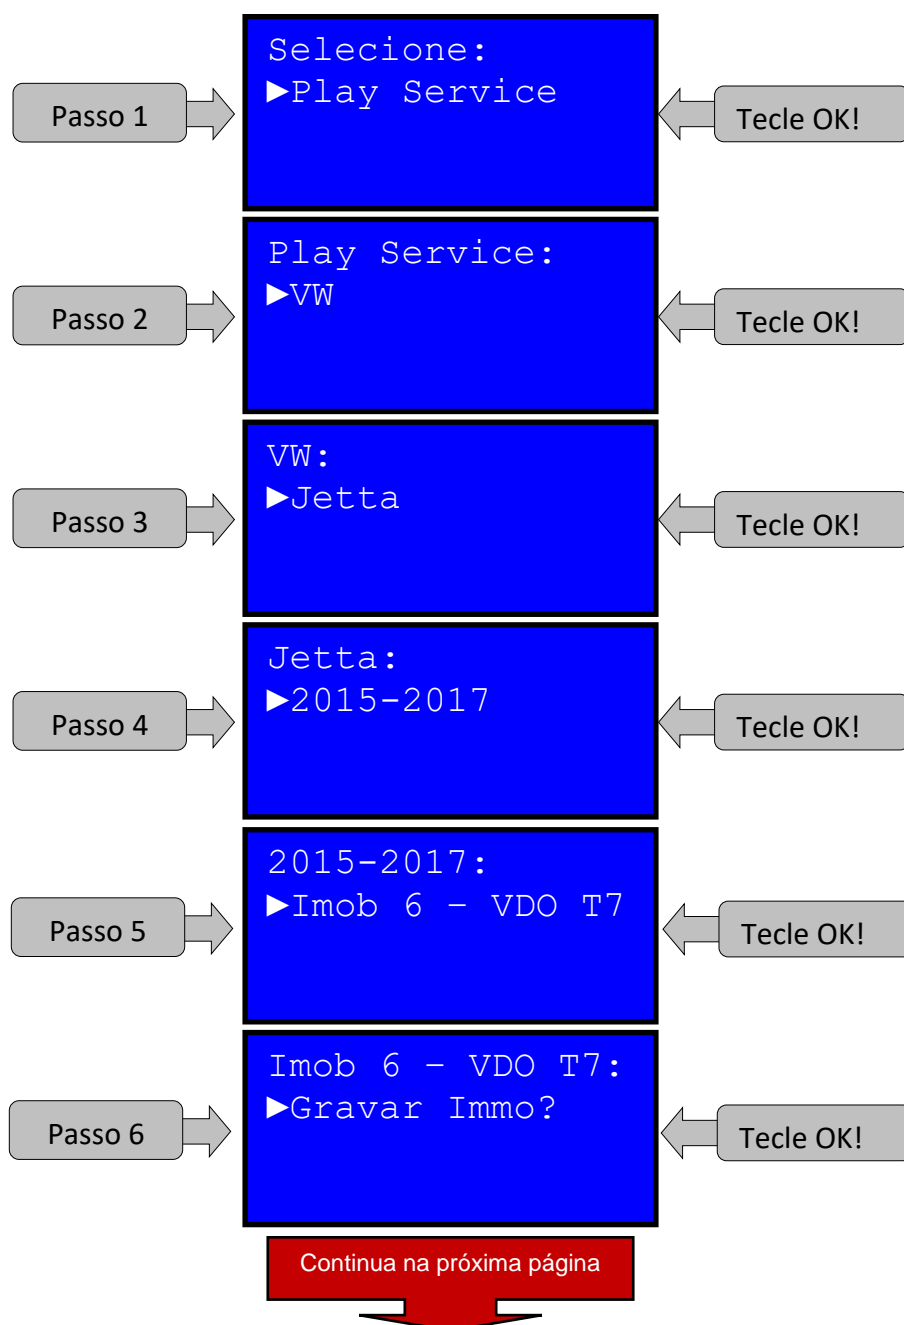 Selecione:
Passo 1
►Play Service
Tecle OK!
Play Service:
Passo 2
►VW
Tecle OK!
VW:
Passo 3
►Jetta
Tecle OK!
Jetta:
Passo 4
►2015-2017
Tecle OK!
2015-2017:
Passo 5
►Imob 6 – VDO T7
Tecle OK!
Imob 6 – VDO T7:
Passo 6
►Gravar Immo?
Tecle OK!
Continua na próxima página